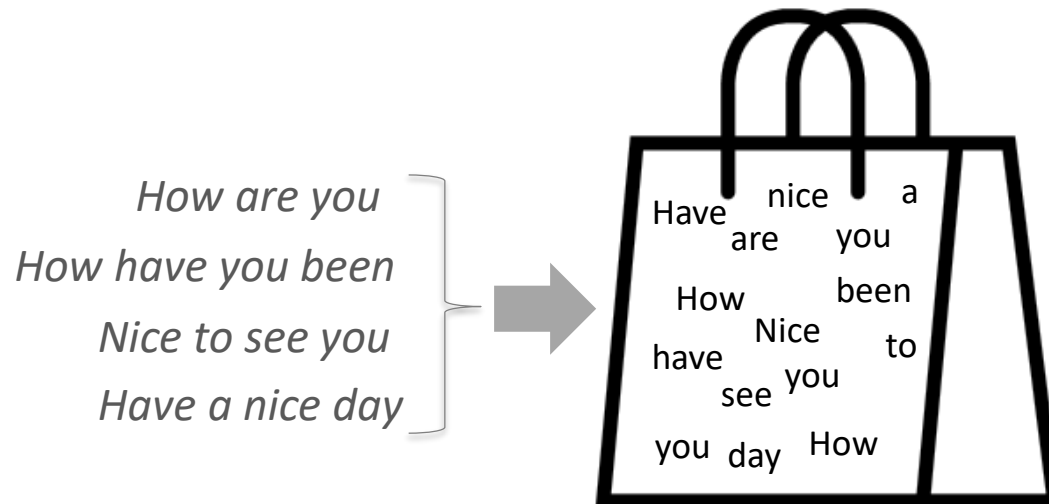 How are you
How have you been
Nice to see you
Have a nice day
Have nice a
are you
How been
Nice
have to
see you
you day How